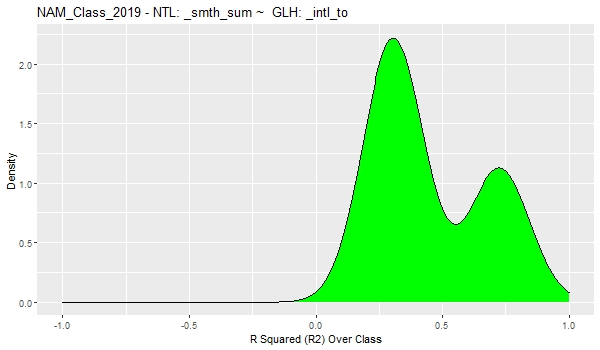 NAM_Class_2019 - NTL: _smth_sum ~  GLH: _intl_to
2.0
1.5
1.0
0.5
0.0
Density
-1.0 -0.5 0.0 0.5 1.0
R Squared (R2) Over Class